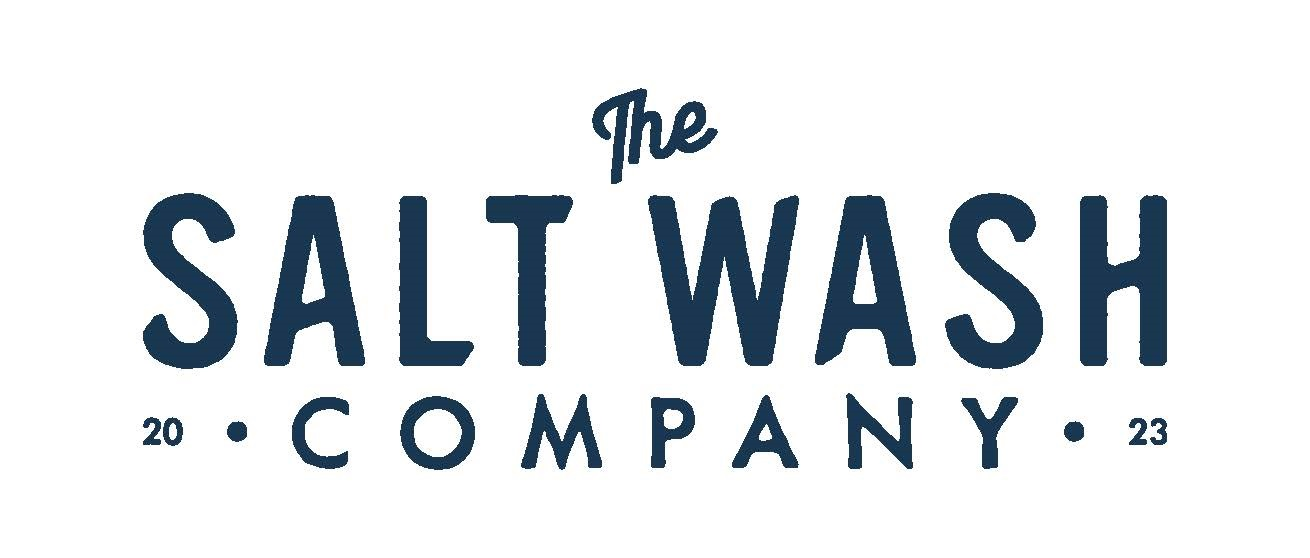 The
SALT WASH
20 • COMPANY • 23